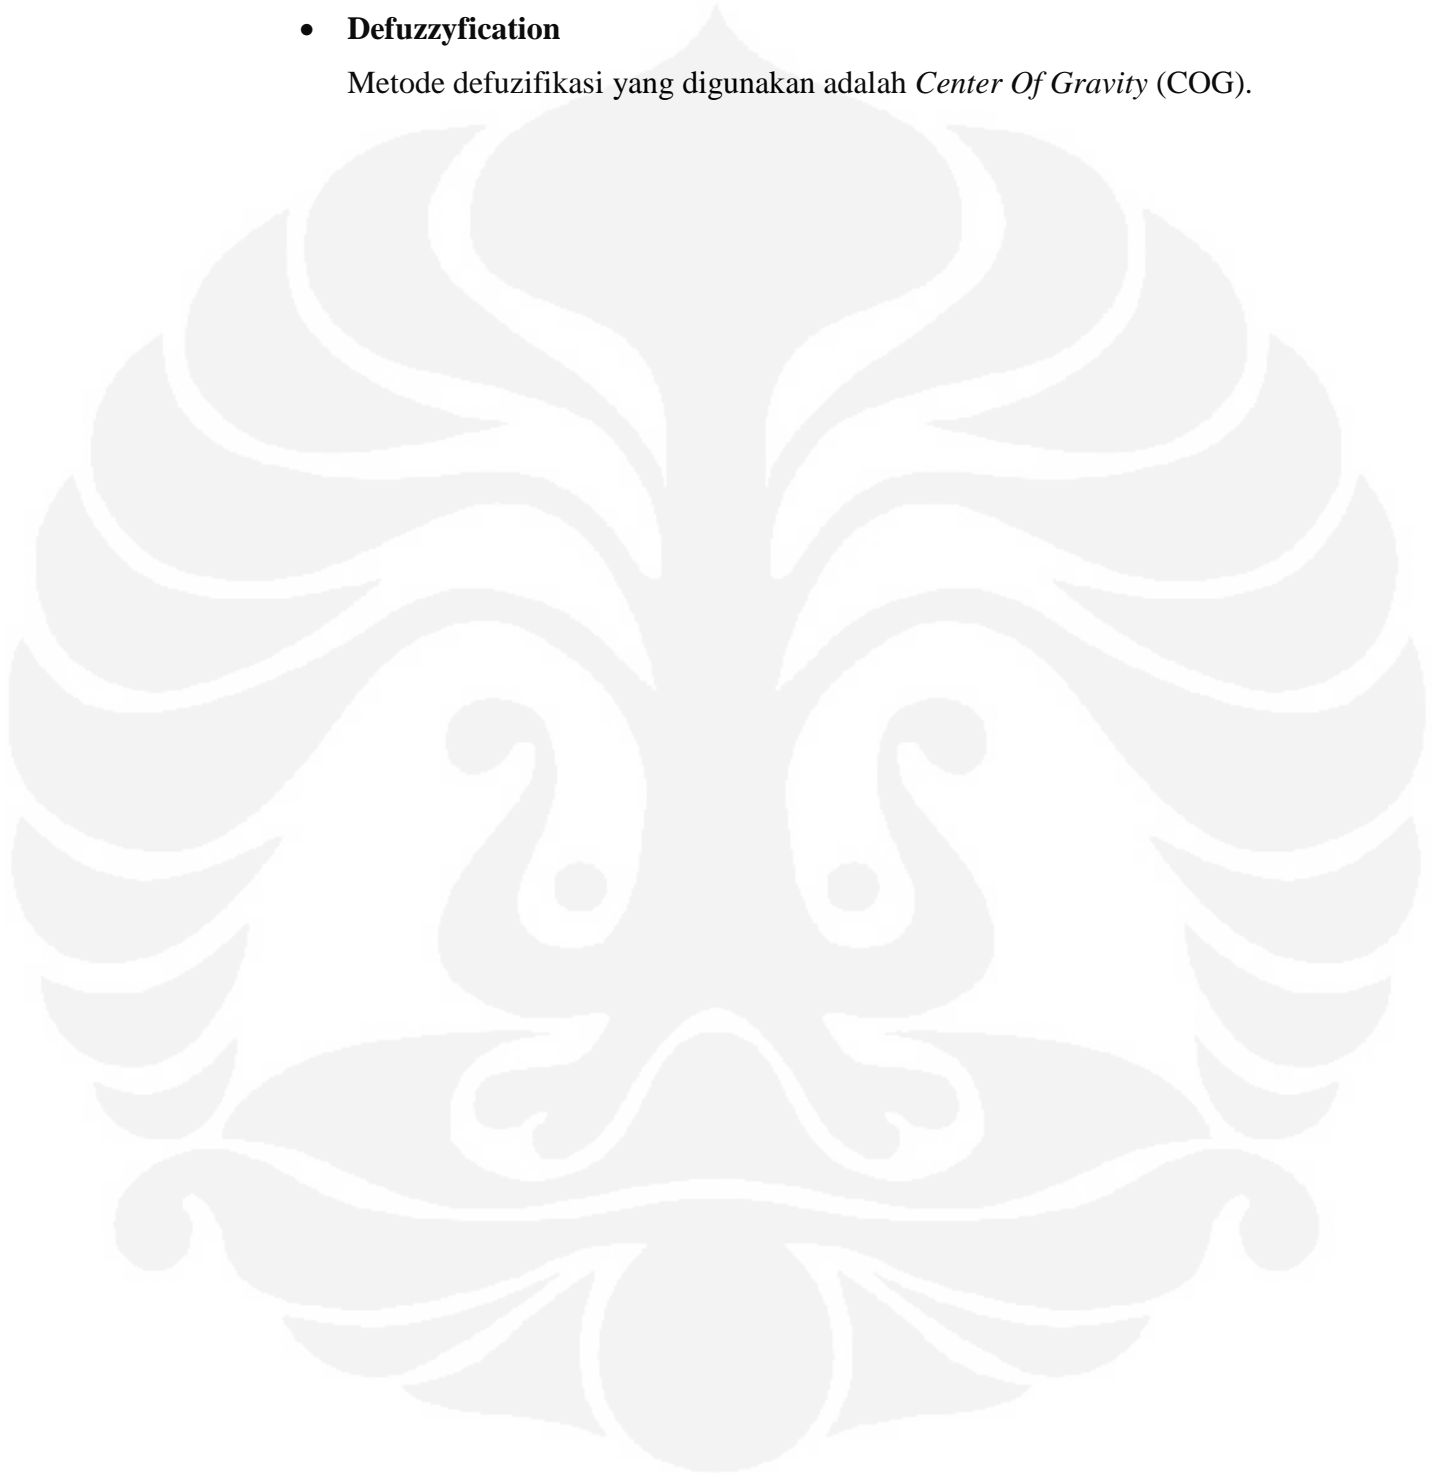 • Defuzzyfication
Metode defuzifikasi yang digunakan adalah Center Of Gravity (COG).